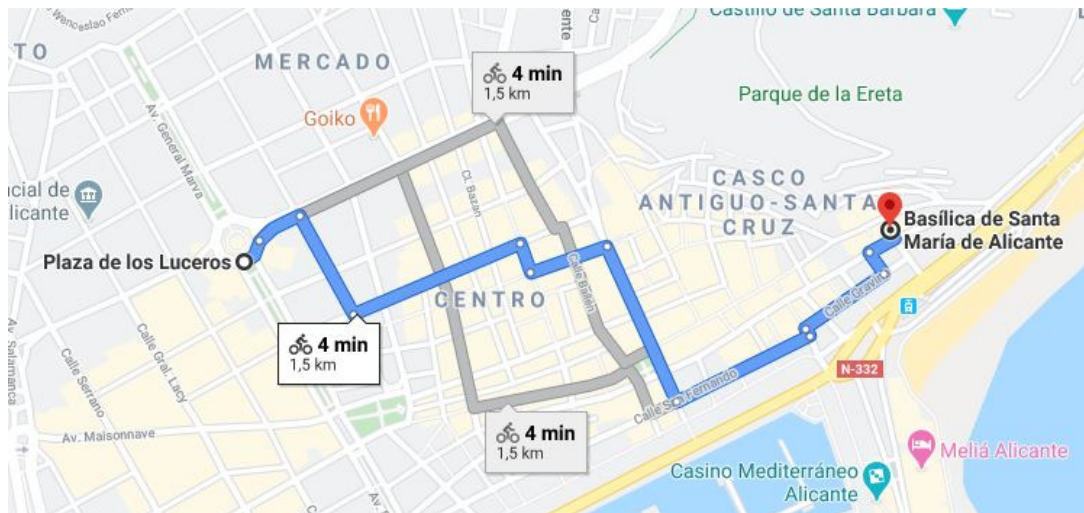 Castillo de Santa Bárbara
MERCADO
4 min
1,5 km
Goiko
Parque de la Ereta
Av. General Marva
Cl. Bazan
CASCO
ANTIGUO-SANTA
CRUZ
Basílica de Santa
María de Alicante
Plaza de los Luceros
CENTRO
Calle Bailén
Calle Gravina
4 min
1,5 km
N-332
Calle San Fernando
Av. Salamanca
Calle Serrano
Calle Gral. Lacy
Av. Maisonnave
4 min
1,5 km
Casino Mediterráneo
Alicante
Meliá Alicante